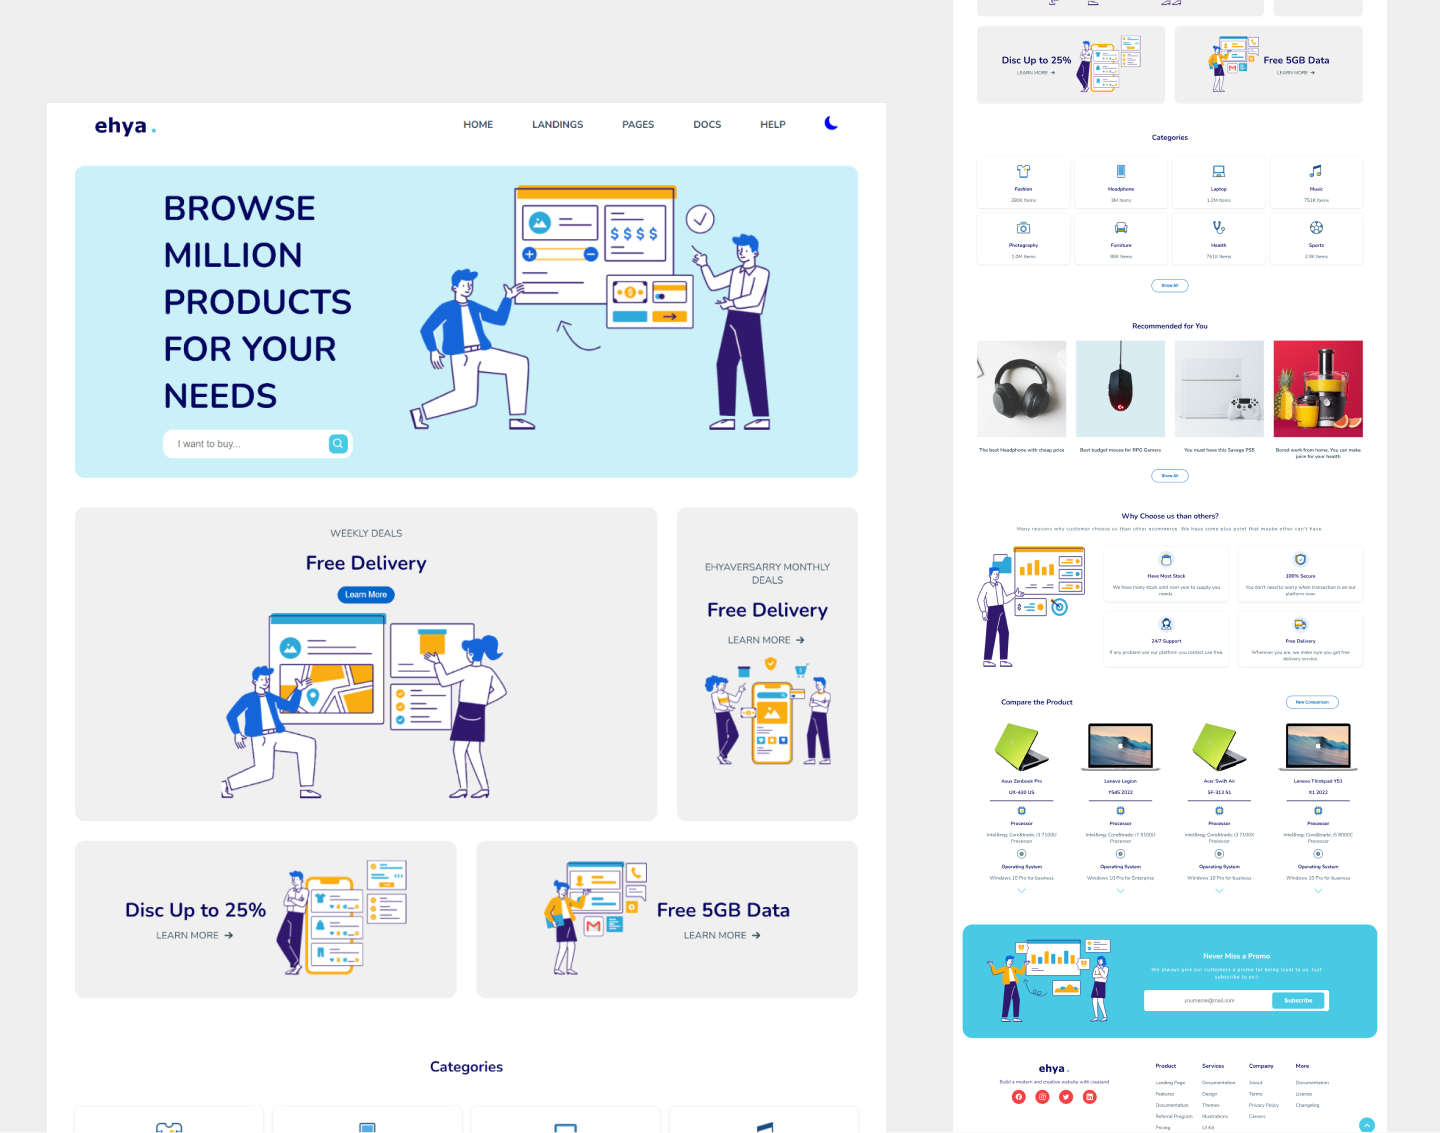 ehya.
HOME LANDINGS PAGES DOCS HELP
BROWSE
MILLION
PRODUCTS
FOR YOUR
NEEDS
I want to buy...
$ $ $ $
WEEKLY DEALS
Free Delivery
Learn More
EHYAVERSARRY MONTHLY
DEALS
Free Delivery
LEARN MORE
Disc Up to 25%
LEARN MORE
Free 5GB Data
LEARN MORE
Categories
Disc Up to 25%
LEARN MORE
Free 5GB Data
LEARN MORE
Categories
Fashion
290K Items
Headphone
3M Items
Laptop
1.2M Items
Music
751K Items
Photography
1.0M Items
Furniture
98K Items
Health
761K Items
Sports
2.0K Items
Show All
Recommended for You
The best Headphone with cheap price
Best budget mouse for RPG Gamers
You must have this Savage PS5
Bored work from home. You can make
juice for your health
Show All
Why Choose us than others?
Many reasons why customer choose us than other ecommerce. We have some plus point that maybe other can't have.
Have Most Stock
We have many stock until next year to supply you
needs.
100% Secure
You don't need to worry when transaction is on our
platform now.
24/7 Support
If any problem use our platform you contact use free.
Free Delivery
Wherever you are, we make sure you get free
delivery service.
Compare the Product
New Comparison
Asus Zenbook Pro
UX-430 US
Processor
Intel&reg; Core&trade; i3 7100U
Processor
Operating System
Windows 10 Pro for business
Lenovo Legion
Y545 2022
Processor
Intel&reg; Core&trade; i7 9100U
Processor
Operating System
Windows 10 Pro for Enterprise
Acer Swift Air
SF-313 51
Processor
Intel&reg; Core&trade; i3 7100X
Processor
Operating System
Windows 10 Pro for business
Lenovo Thinkpad Y51
X1 2022
Processor
Intel&reg; Core&trade; i5 8000C
Processor
Operating System
Windows 10 Pro for business
Never Miss a Promo
We always give our customers a promo for being loyal to us. Just
subscribe to us!
yourname@mail.com
Subscribe
ehya.
Build a modern and creative website with crealand
Product
Landing Page
Features
Documentation
Referral Program
Pricing
Services
Documentation
Design
Themes
Illustrations
UI Kit
Company
About
Terms
Privacy Policy
Careers
More
Documentation
License
Changelog